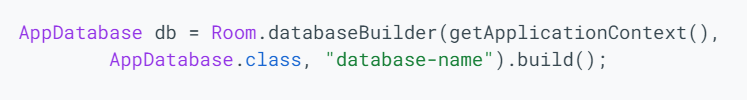 AppDatabase db = Room.databaseBuilder(getApplicationContext(),
AppDatabase.class, "database-name").build();